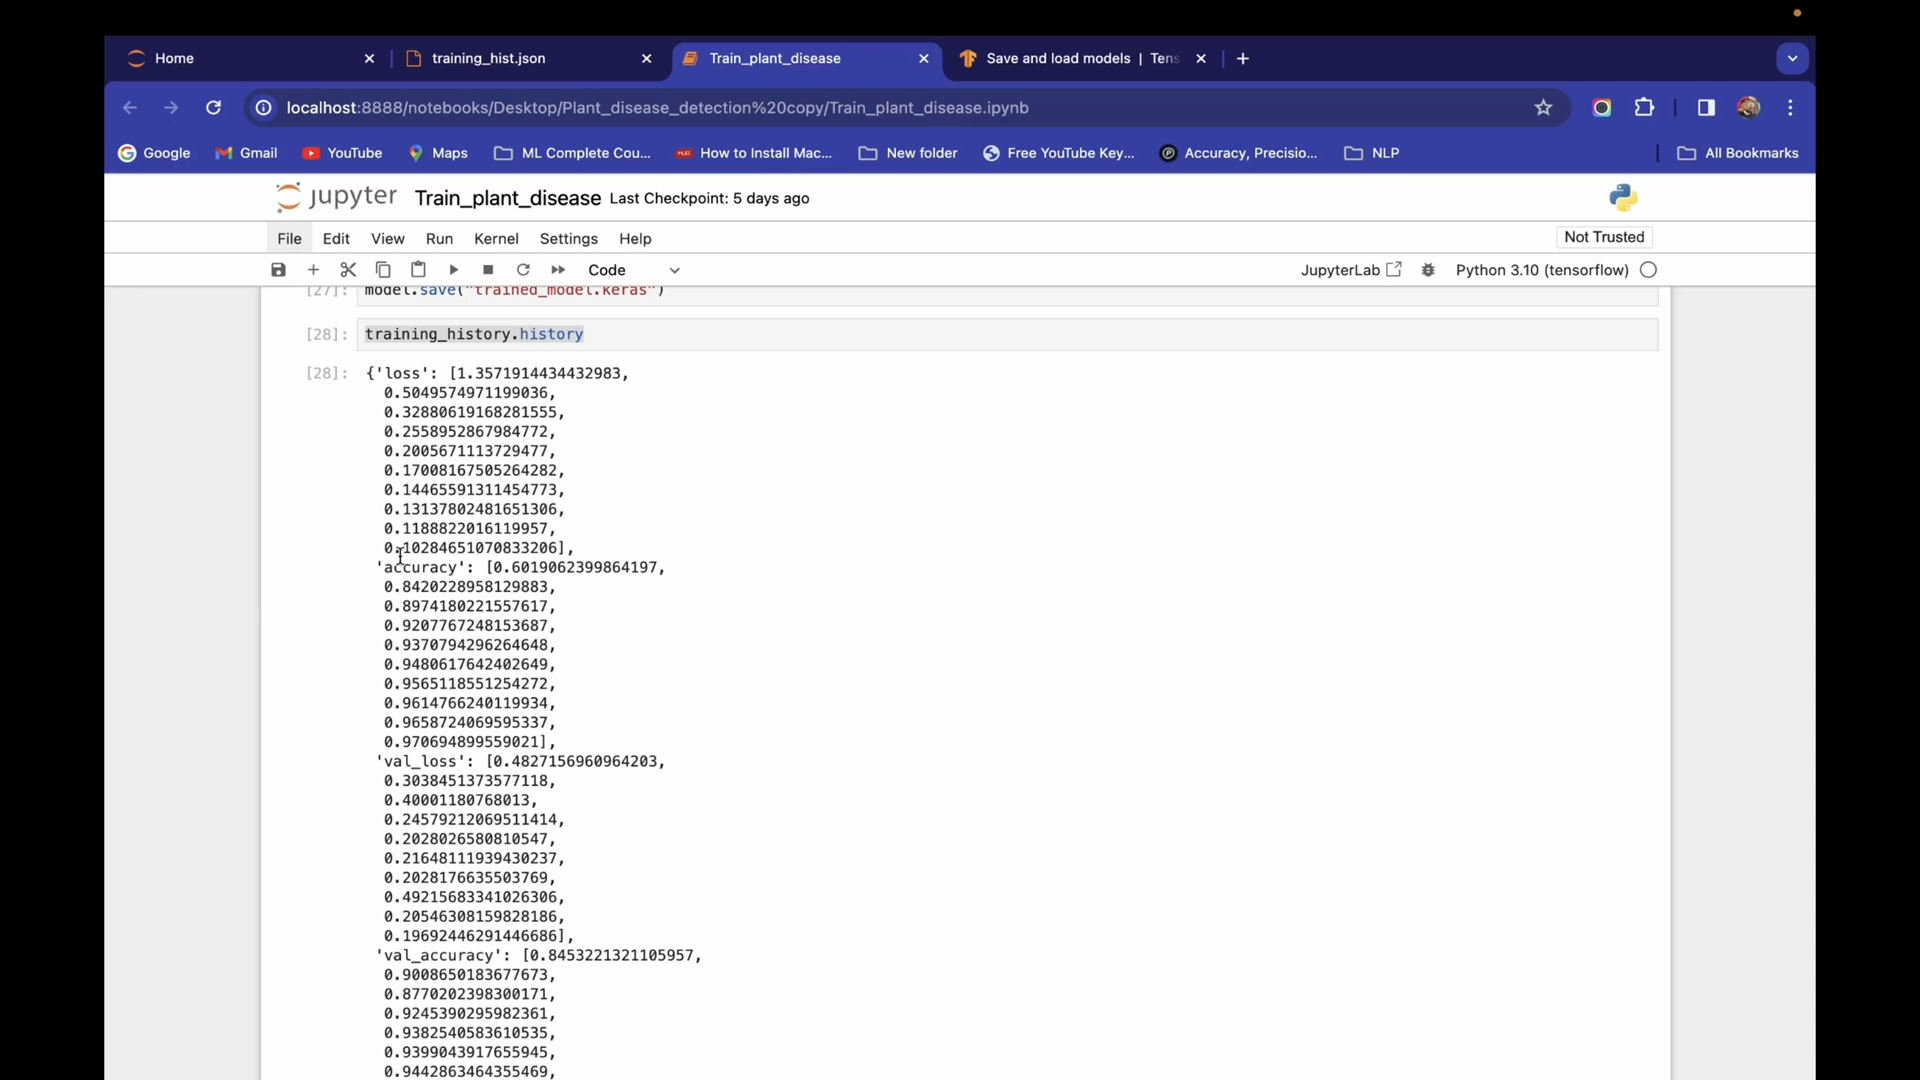 Home
training_hist.json
Train_plant_disease
Save and load models | Tens
localhost:8888/notebooks/Desktop/Plant_disease_detection%20copy/Train_plant_disease.ipynb
Google Gmail YouTube Maps ML Complete Cou... How to Install Mac... New folder Free YouTube Key... Accuracy, Precisio... NLP All Bookmarks
jupyter Train_plant_disease Last Checkpoint: 5 days ago
File Edit View Run Kernel Settings Help Not Trusted
Code JupyterLab Python 3.10 (tensorflow)
[27]: model.save("trained_model.keras")
[28]: training_history.history
[28]: {'loss': [1.3571914434432983,
0.5049574971199036,
0.32880619168281555,
0.2558952867984772,
0.2005671113729477,
0.17008167505264282,
0.14465591311454773,
0.13137802481651306,
0.1188822016119957,
0.10284651070833206],
'accuracy': [0.6019062399864197,
0.8420228958129883,
0.8974180221557617,
0.9207767248153687,
0.9370794296264648,
0.9480617642402649,
0.9565118551254272,
0.9614766240119934,
0.9658724069595337,
0.970694899559021],
'val_loss': [0.4827156960964203,
0.3038451373577118,
0.40001180768013,
0.24579212069511414,
0.2028026580810547,
0.21648111939430237,
0.2028176635503769,
0.49215683341026306,
0.20546308159828186,
0.19692446291446686],
'val_accuracy': [0.8453221321105957,
0.9008650183677673,
0.8770202398300171,
0.9245390295982361,
0.9382540583610535,
0.9399043917655945,
0.9442863464355469,